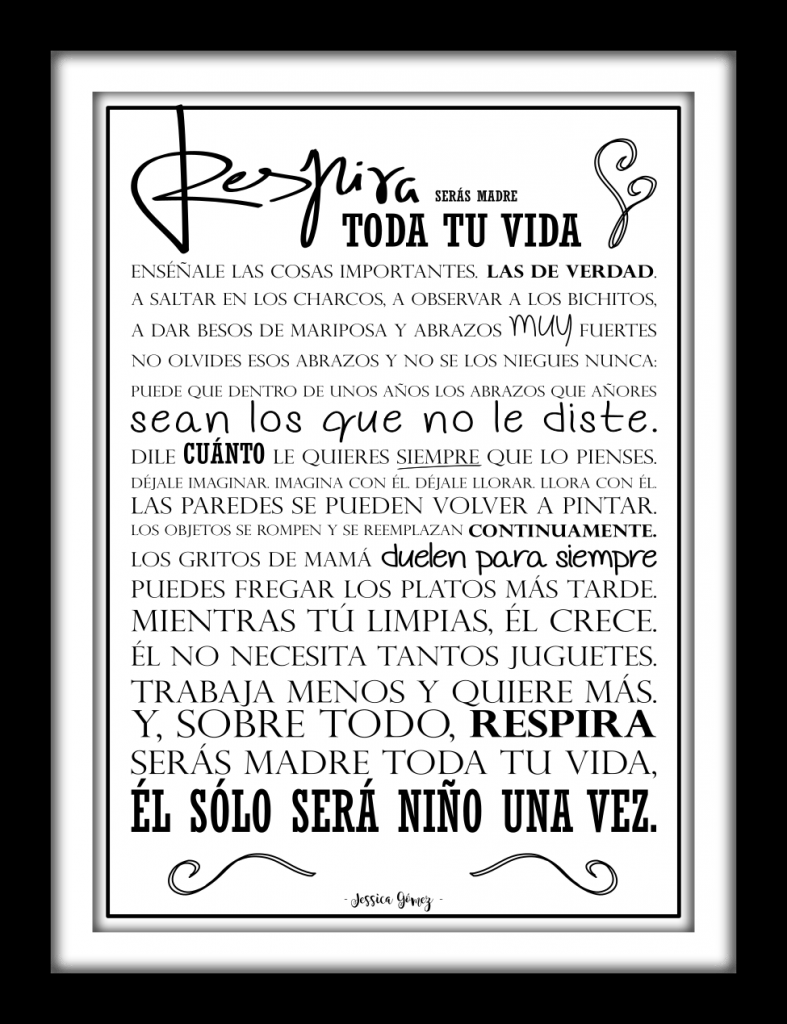 Respira SERÁS MADRE
TODA TU VIDA
ENSÉÑALE LAS COSAS IMPORTANTES. LAS DE VERDAD.
A SALTAR EN LOS CHARCOS, A OBSERVAR A LOS BICHITOS,
A DAR BESOS DE MARIPOSA Y ABRAZOS MUY FUERTES
NO OLVIDES ESOS ABRAZOS Y NO SE LOS NIEGUES NUNCA:
PUEDE QUE DENTRO DE UNOS AÑOS LOS ABRAZOS QUE AÑORES
sean los que no le diste.
DILE CUÁNTO LE QUIERES SIEMPRE QUE LO PIENSES.
DÉJALE IMAGINAR. IMAGINA CON ÉL. DÉJALE LLORAR. LLORA CON ÉL.
LAS PAREDES SE PUEDEN VOLVER A PINTAR.
LOS OBJETOS SE ROMPEN Y SE REEMPLAZAN CONTINUAMENTE.
LOS GRITOS DE MAMÁ duelen para siempre
PUEDES FREGAR LOS PLATOS MÁS TARDE.
MIENTRAS TÚ LIMPIAS, ÉL CRECE.
ÉL NO NECESITA TANTOS JUGUETES.
TRABAJA MENOS Y QUIERE MÁS.
Y, SOBRE TODO, RESPIRA
SERÁS MADRE TODA TU VIDA,
ÉL SÓLO SERÁ NIÑO UNA VEZ.
- Jessica Gómez -